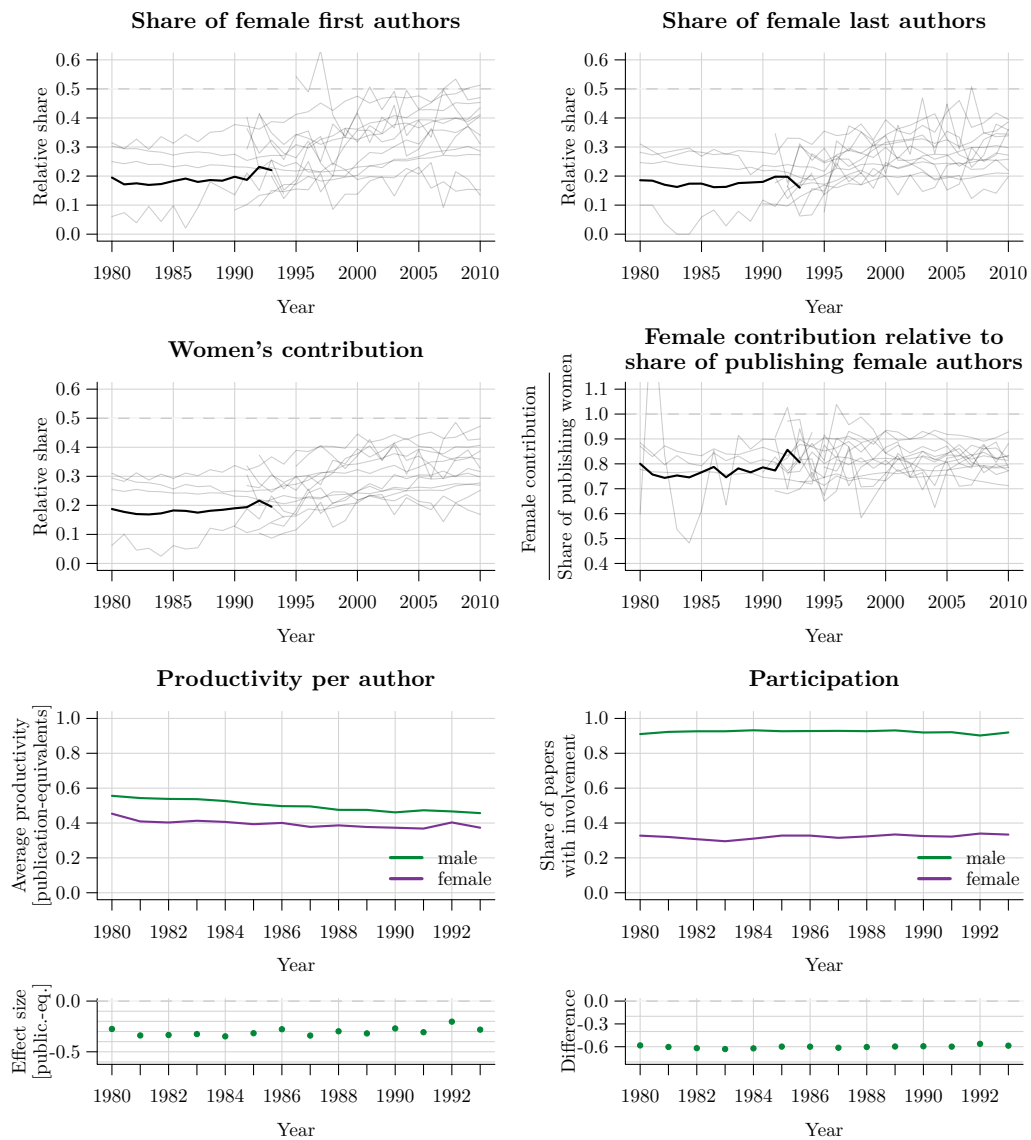 Share of female first authors
Relative share
0.6
0.5
0.4
0.3
0.2
0.1
0.0
1980 1985 1990 1995 2000 2005 2010
Year
Share of female last authors
Relative share
0.6
0.5
0.4
0.3
0.2
0.1
0.0
1980 1985 1990 1995 2000 2005 2010
Year
Women's contribution
Relative share
0.6
0.5
0.4
0.3
0.2
0.1
0.0
1980 1985 1990 1995 2000 2005 2010
Year
Female contribution relative to
share of publishing female authors
Female contribution
Share of publishing women
1.1
1.0
0.9
0.8
0.7
0.6
0.5
0.4
1980 1985 1990 1995 2000 2005 2010
Year
Productivity per author
Average productivity
[publication-equivalents]
1.0
0.8
0.6
0.4
0.2
0.0
male
female
1980 1982 1984 1986 1988 1990 1992
Year
Participation
Share of papers
with involvement
1.0
0.8
0.6
0.4
0.2
0.0
male
female
1980 1982 1984 1986 1988 1990 1992
Year
Effect size
[public.-eq.]
0.0
-0.5
1980 1982 1984 1986 1988 1990 1992
Year
Difference
0.0
-0.3
-0.6
1980 1982 1984 1986 1988 1990 1992
Year